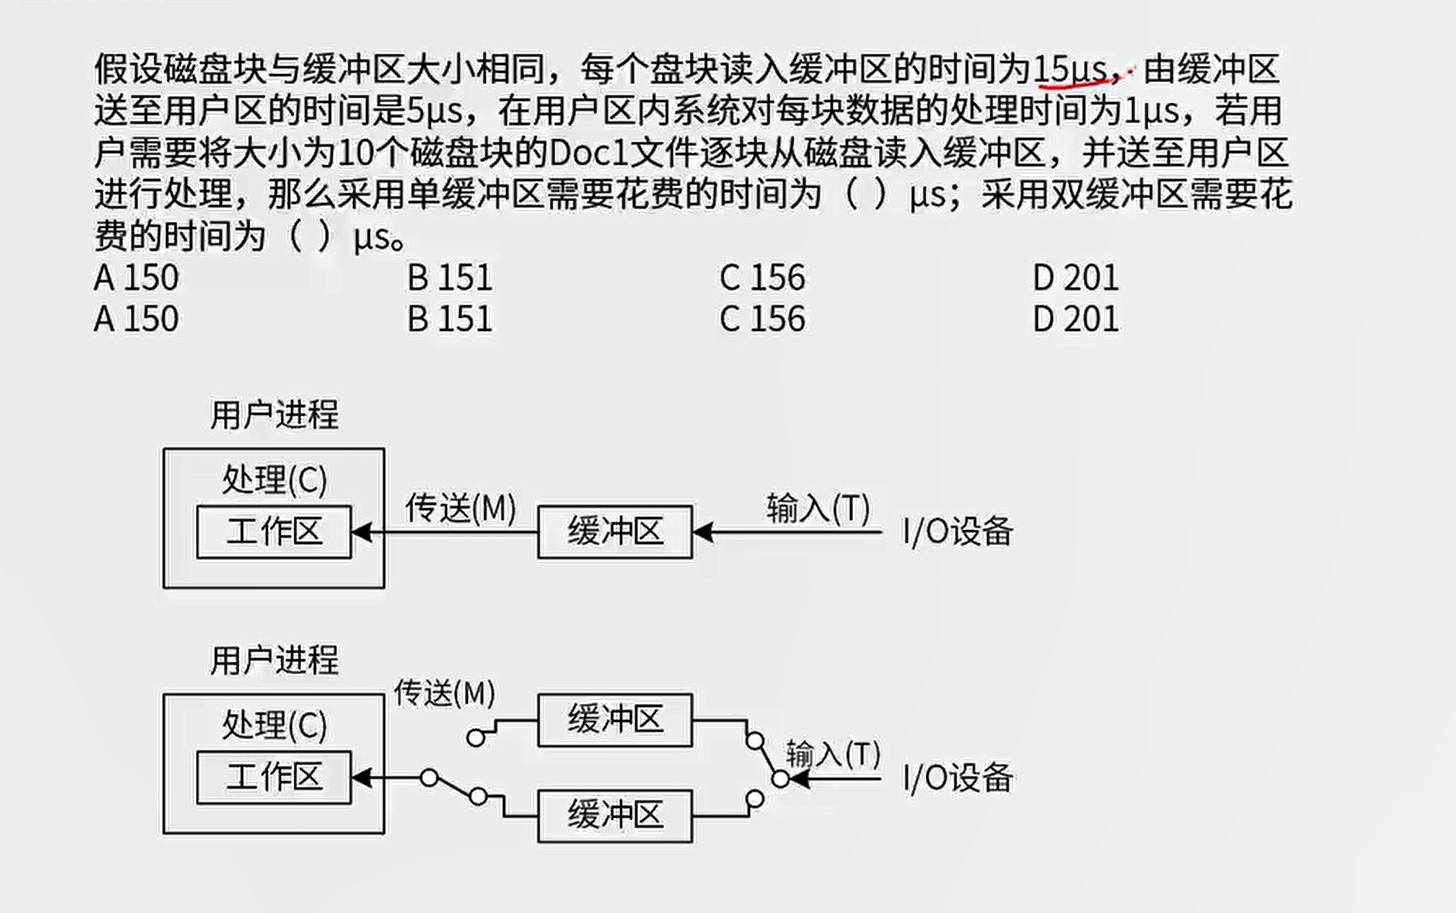 假设磁盘块与缓冲区大小相同，每个盘块读入缓冲区的时间为15μs，由缓冲区
送至用户区的时间是5μs，在用户区内系统对每块数据的处理时间为1μs，若用
户需要将大小为10个磁盘块的Doc1文件逐块从磁盘读入缓冲区，并送至用户区
进行处理，那么采用单缓冲区需要花费的时间为（ ）μs；采用双缓冲区需要花
费的时间为（ ）μs。
A 150 B 151 C 156 D 201
A 150 B 151 C 156 D 201
用户进程
处理(C)
工作区
传送(M)
缓冲区
输入(T)
I/O设备
用户进程
处理(C)
工作区
传送(M)
缓冲区
缓冲区
输入(T)
I/O设备